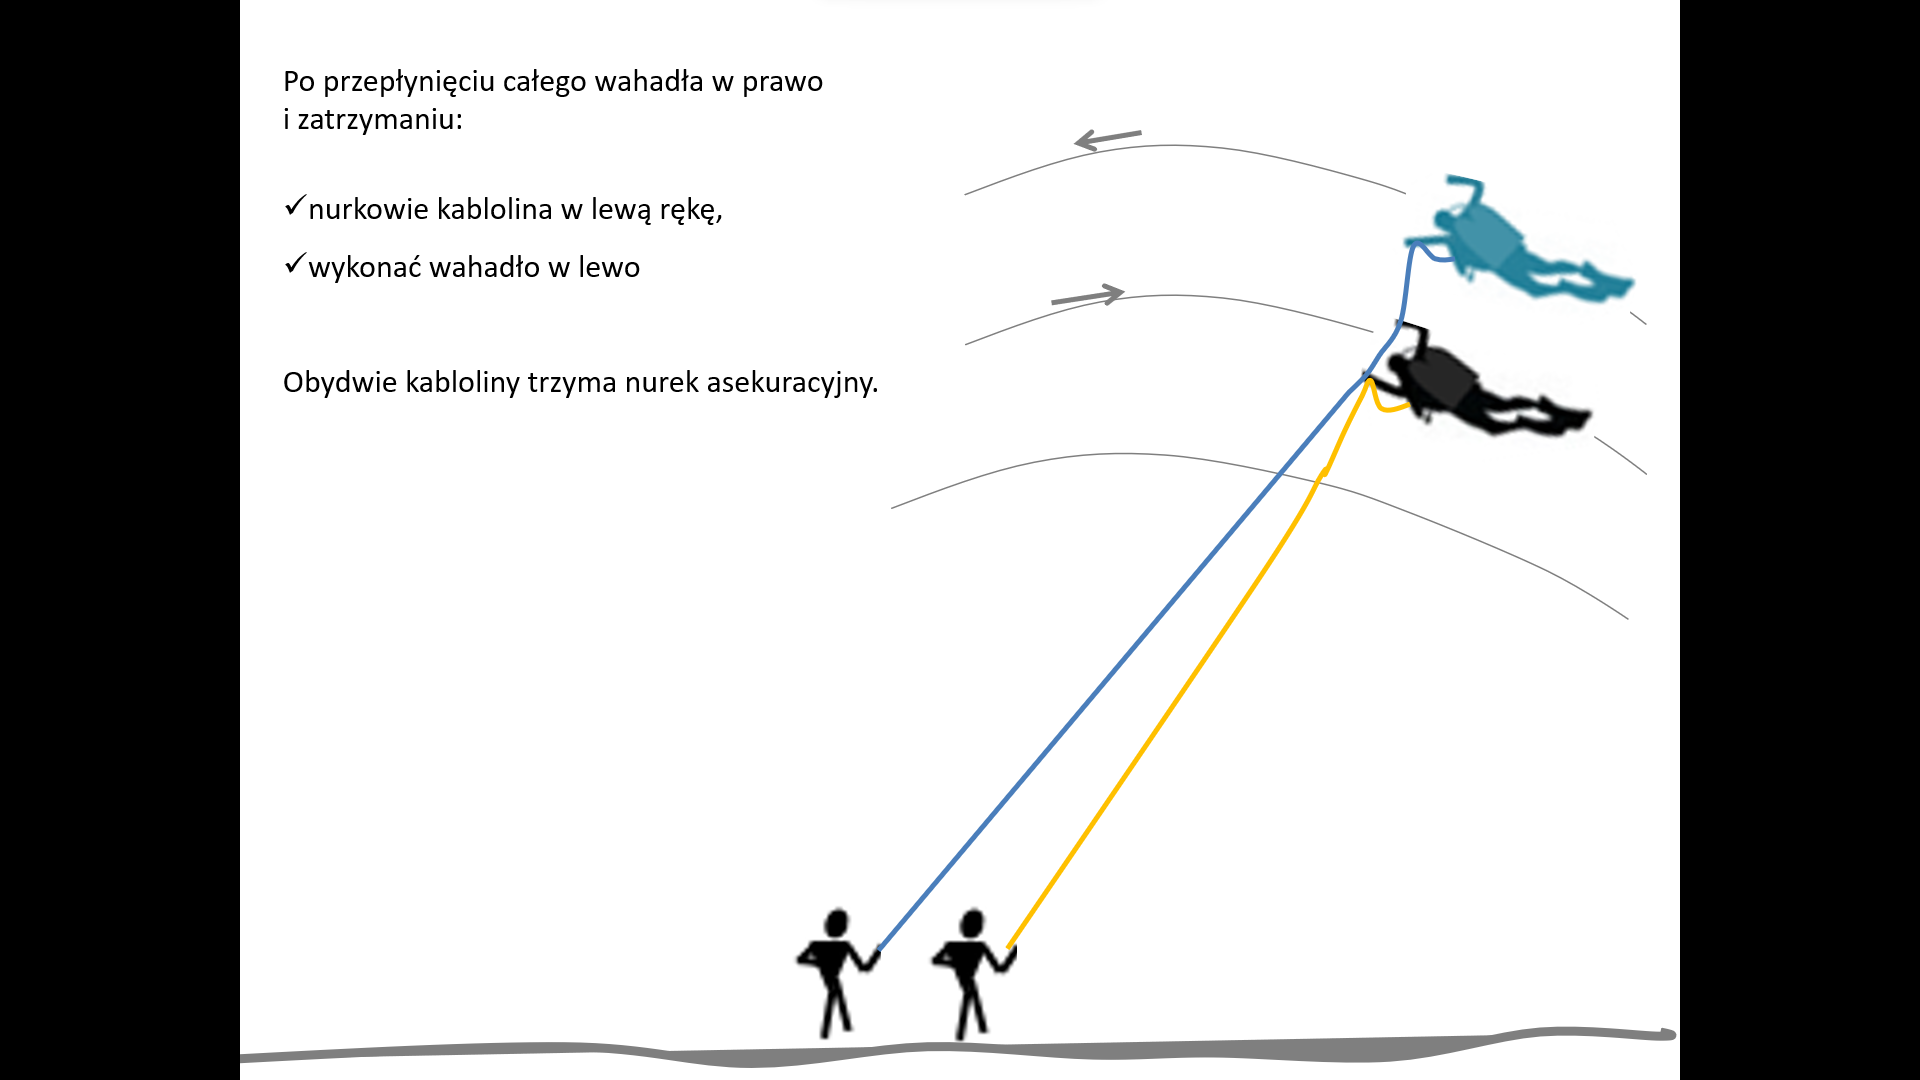 Po przepłynięciu całego wahadła w prawo
i zatrzymaniu:
✓nurkowie kablolina w lewą rękę,
✓wykonać wahadło w lewo
Obydwie kabloliny trzyma nurek asekuracyjny.